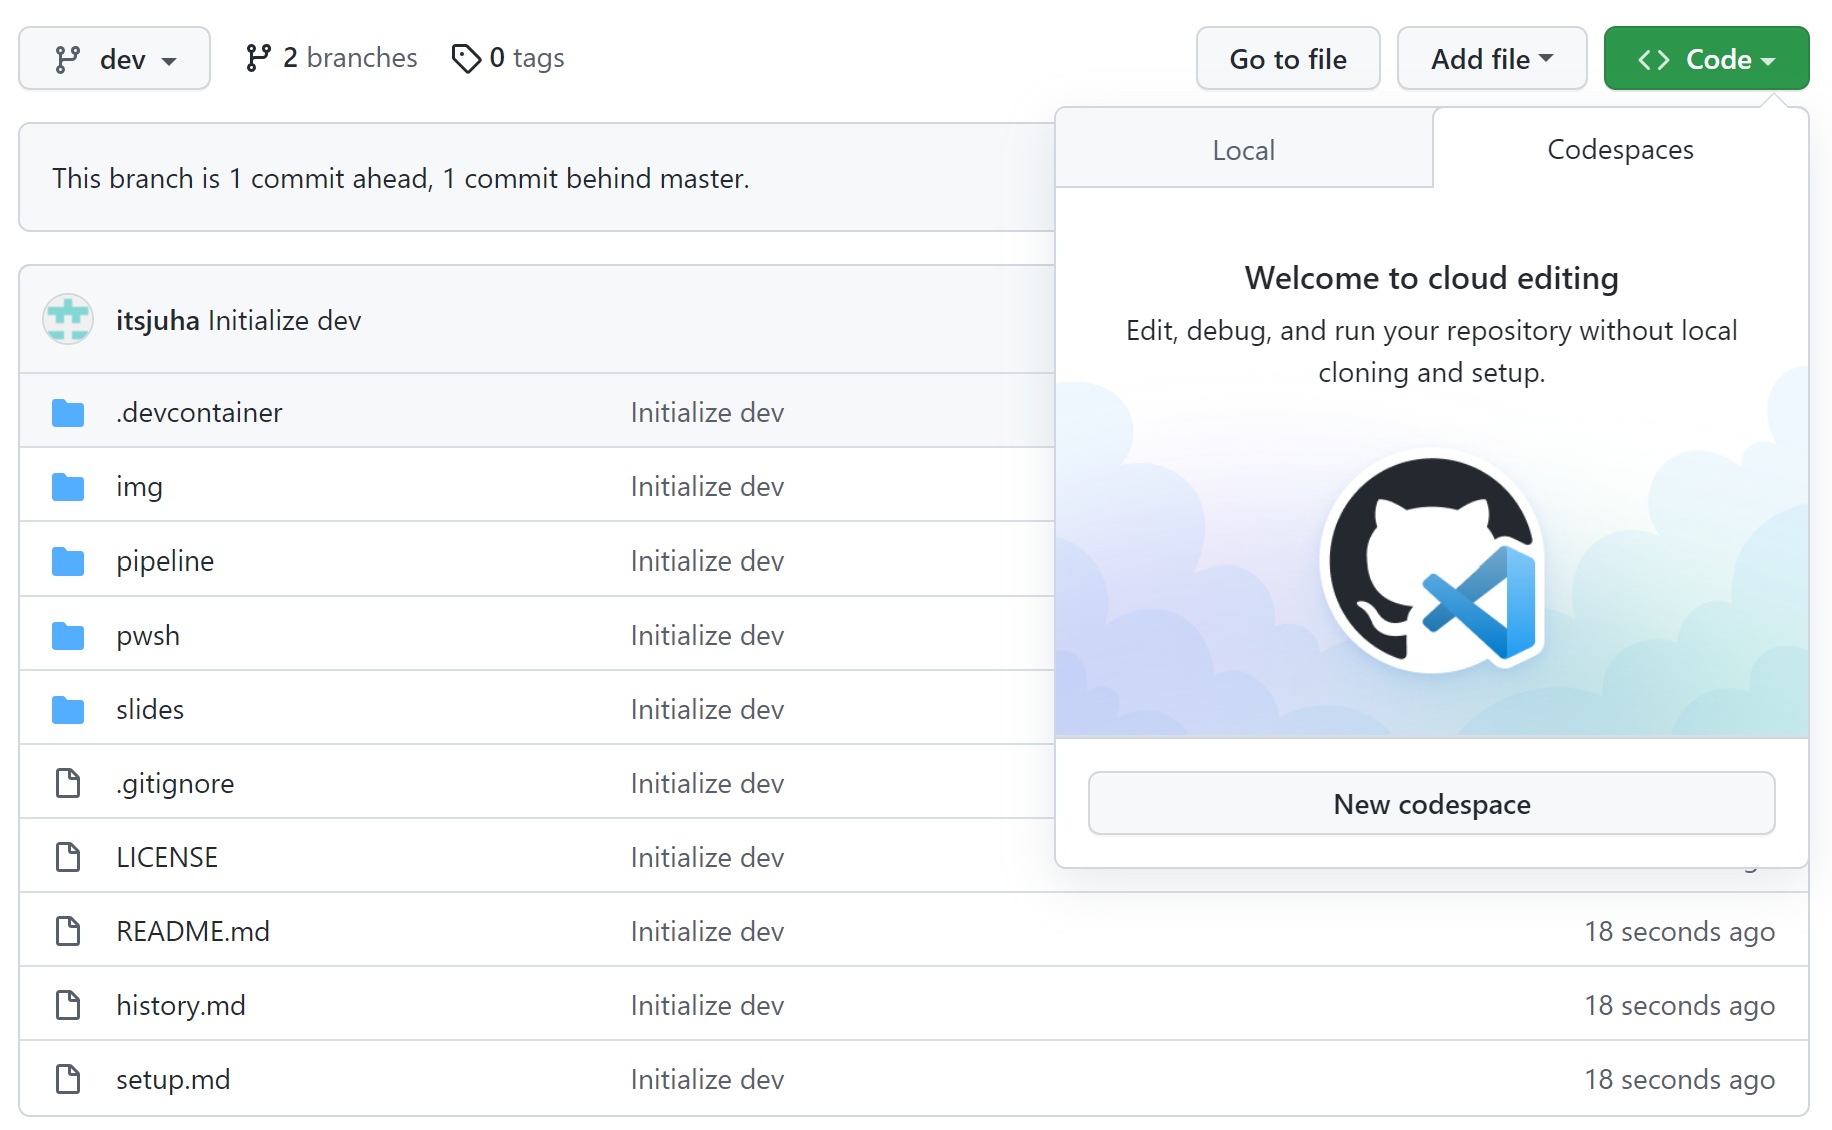 dev
2 branches
0 tags
Go to file
Add file
Code
This branch is 1 commit ahead, 1 commit behind master.
Local
Codespaces
Welcome to cloud editing
Edit, debug, and run your repository without local
cloning and setup.
New codespace
itsjuha Initialize dev
.devcontainer Initialize dev
img Initialize dev
pipeline Initialize dev
pwsh Initialize dev
slides Initialize dev
.gitignore Initialize dev
LICENSE Initialize dev
README.md Initialize dev 18 seconds ago
history.md Initialize dev 18 seconds ago
setup.md Initialize dev 18 seconds ago